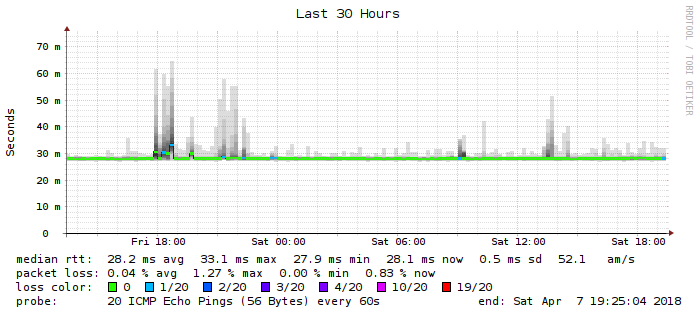 Last 30 Hours
RRDTOOL / TOBI OETIKER
Seconds
70 m
60 m
50 m
40 m
30 m
20 m
10 m
0
Fri 18:00 Sat 00:00 Sat 06:00 Sat 12:00 Sat 18:00
median rtt: 28.2 ms avg 33.1 ms max 27.9 ms min 28.1 ms now 0.5 ms sd 52.1 am/s
packet loss: 0.04 % avg 1.27 % max 0.00 % min 0.83 % now
loss color: 0 1/20 2/20 3/20 4/20 10/20 19/20
probe: 20 ICMP Echo Pings (56 Bytes) every 60s end: Sat Apr 7 19:25:04 2018